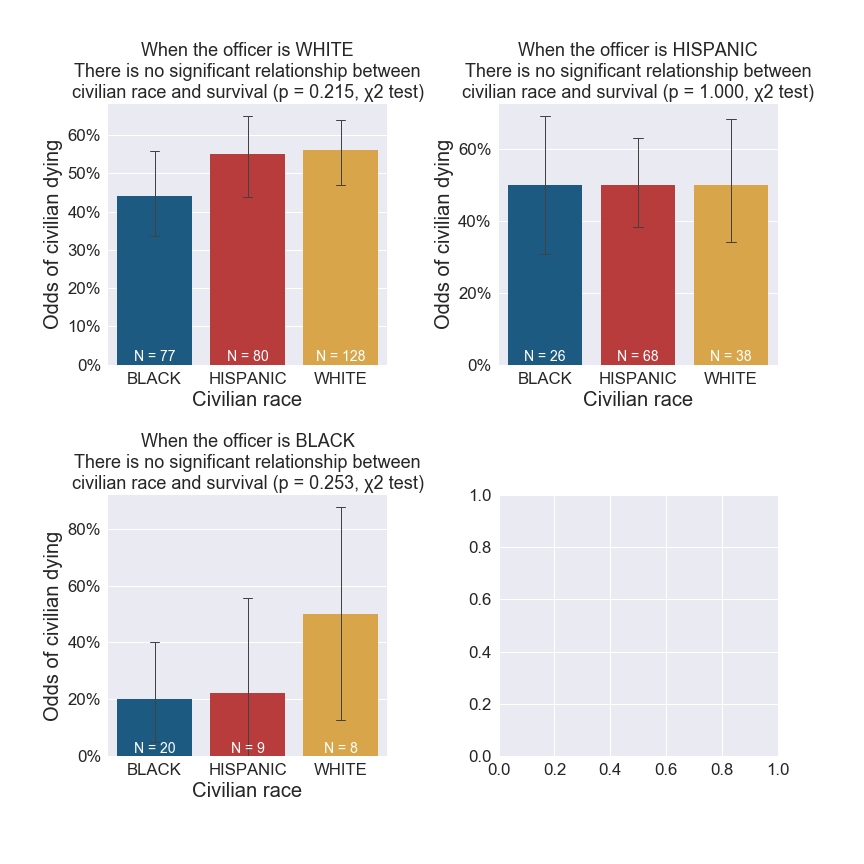 When the officer is WHITE
There is no significant relationship between
civilian race and survival (p = 0.215, χ2 test)
Odds of civilian dying
60%
50%
40%
30%
20%
10%
0%
N = 77
N = 80
N = 128
BLACK
HISPANIC
WHITE
Civilian race
When the officer is HISPANIC
There is no significant relationship between
civilian race and survival (p = 1.000, χ2 test)
Odds of civilian dying
60%
40%
20%
0%
N = 26
N = 68
N = 38
BLACK
HISPANIC
WHITE
Civilian race
When the officer is BLACK
There is no significant relationship between
civilian race and survival (p = 0.253, χ2 test)
Odds of civilian dying
80%
60%
40%
20%
0%
N = 20
N = 9
N = 8
BLACK
HISPANIC
WHITE
Civilian race
1.0
0.8
0.6
0.4
0.2
0.0
0.0
0.2
0.4
0.6
0.8
1.0